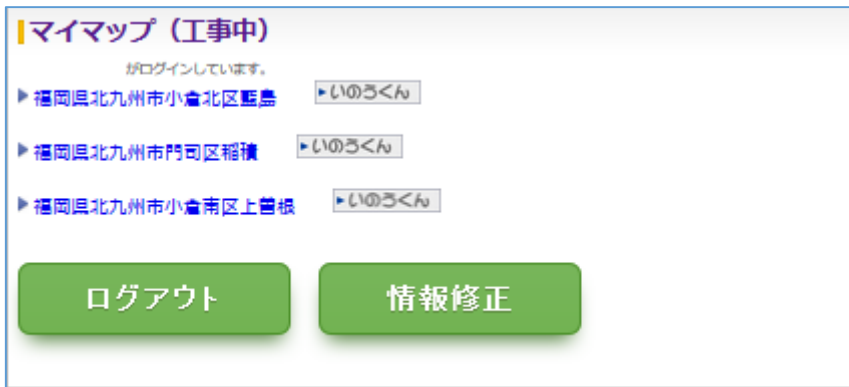 マイマップ（工事中）
がログインしています。
福岡県北九州市小倉北区藍島 いのうくん
福岡県北九州市門司区稲積 いのうくん
福岡県北九州市小倉南区上曽根 いのうくん
ログアウト 情報修正